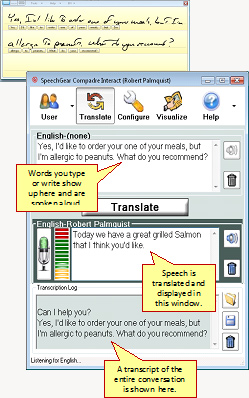 Yes, I'd like to order one of your meals, but I'm
allergic to peanuts. What do you recommend?
SpeechGear Compadre Interact (Robert Palmquist)
User Translate Configure Visualize Help
English-(none)
Yes, I'd like to order your one of your meals, but
I'm allergic to peanuts. What do you recommend?
Words you type
or write show
up here and are
spoken aloud.
Translate
English-Robert Palmquist
Today we have a great grilled Salmon
that I think you'd like.
Speech is
translated and
displayed in
this window.
Transcription Log
Can I help you?
Yes, I'd like to order your one of your meals, but
I'm allergic to peanuts. What do you recommend?
A transcript of the
entire conversation
is shown here.
Listening for English...